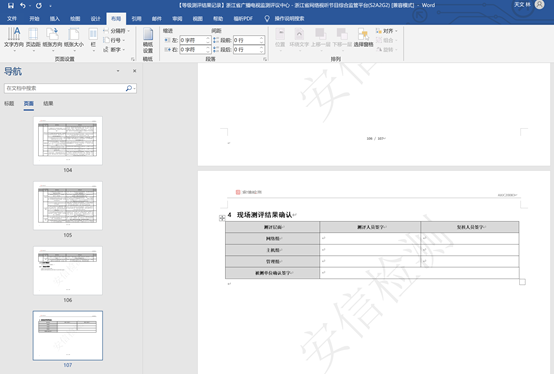 【等级测评结果记录】浙江省广播电视监测评议中心 - 浙江省网络视听节目综合监管平台(S2A2G2) [兼容模式] - Word
天文 林
文件 开始 插入 绘图 设计 布局 引用 邮件 审阅 视图 帮助 福昕PDF 操作说明搜索
文字方向 页边距 纸张方向 纸张大小 栏
分隔符
行号
断字
页面设置
稿纸设置
稿纸
缩进 间距
左: 0 字符 段前: 0 行
右: 0 字符 段后: 0 行
段落
位置 环绕文字 上移一层 下移一层 选择窗格
对齐
组合
旋转
排列
导航
在文档中搜索
标题 页面 结果
104
105
106
107
4 现场测评结果确认
测评层面 测评人员签字 复核人员签字
网络组
主机组
管理组
被测单位确认签字
安信检测
安信检测